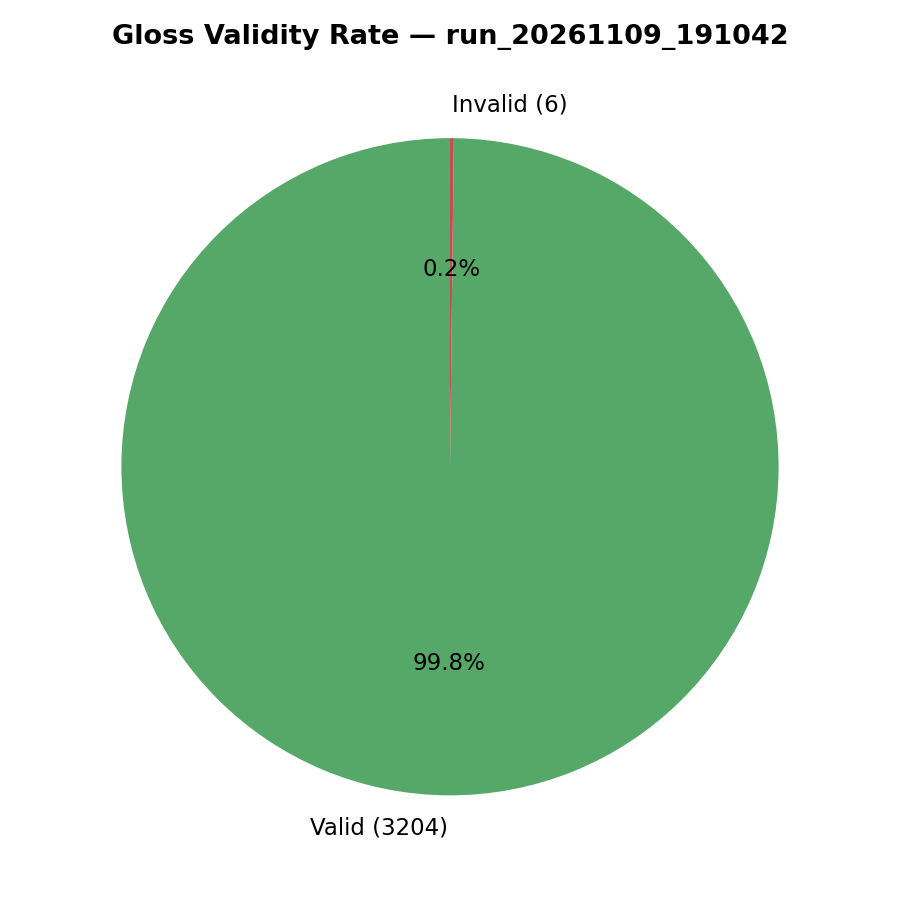 Gloss Validity Rate — run_20261109_191042
Invalid (6)
0.2%
99.8%
Valid (3204)